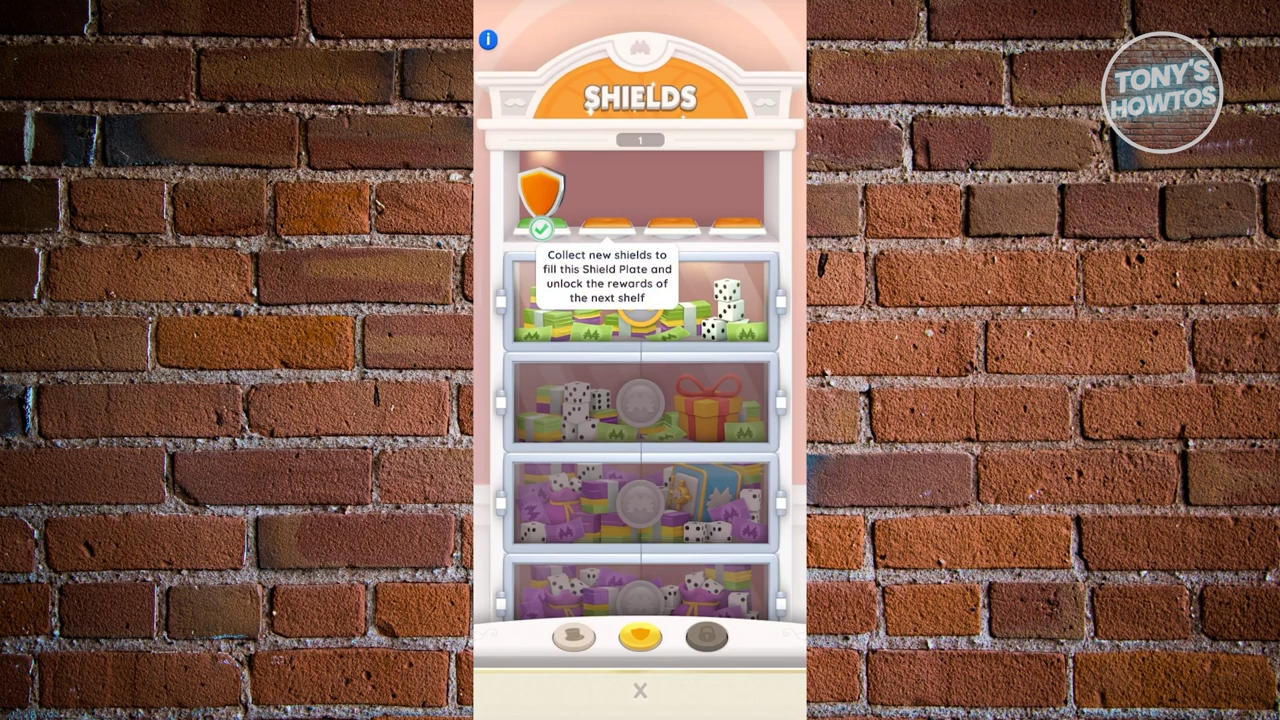 i
TONY'S
HOWTOS
SHIELDS
1
Collect new shields to
fill this Shield Plate and
unlock the rewards of
the next shelf
X